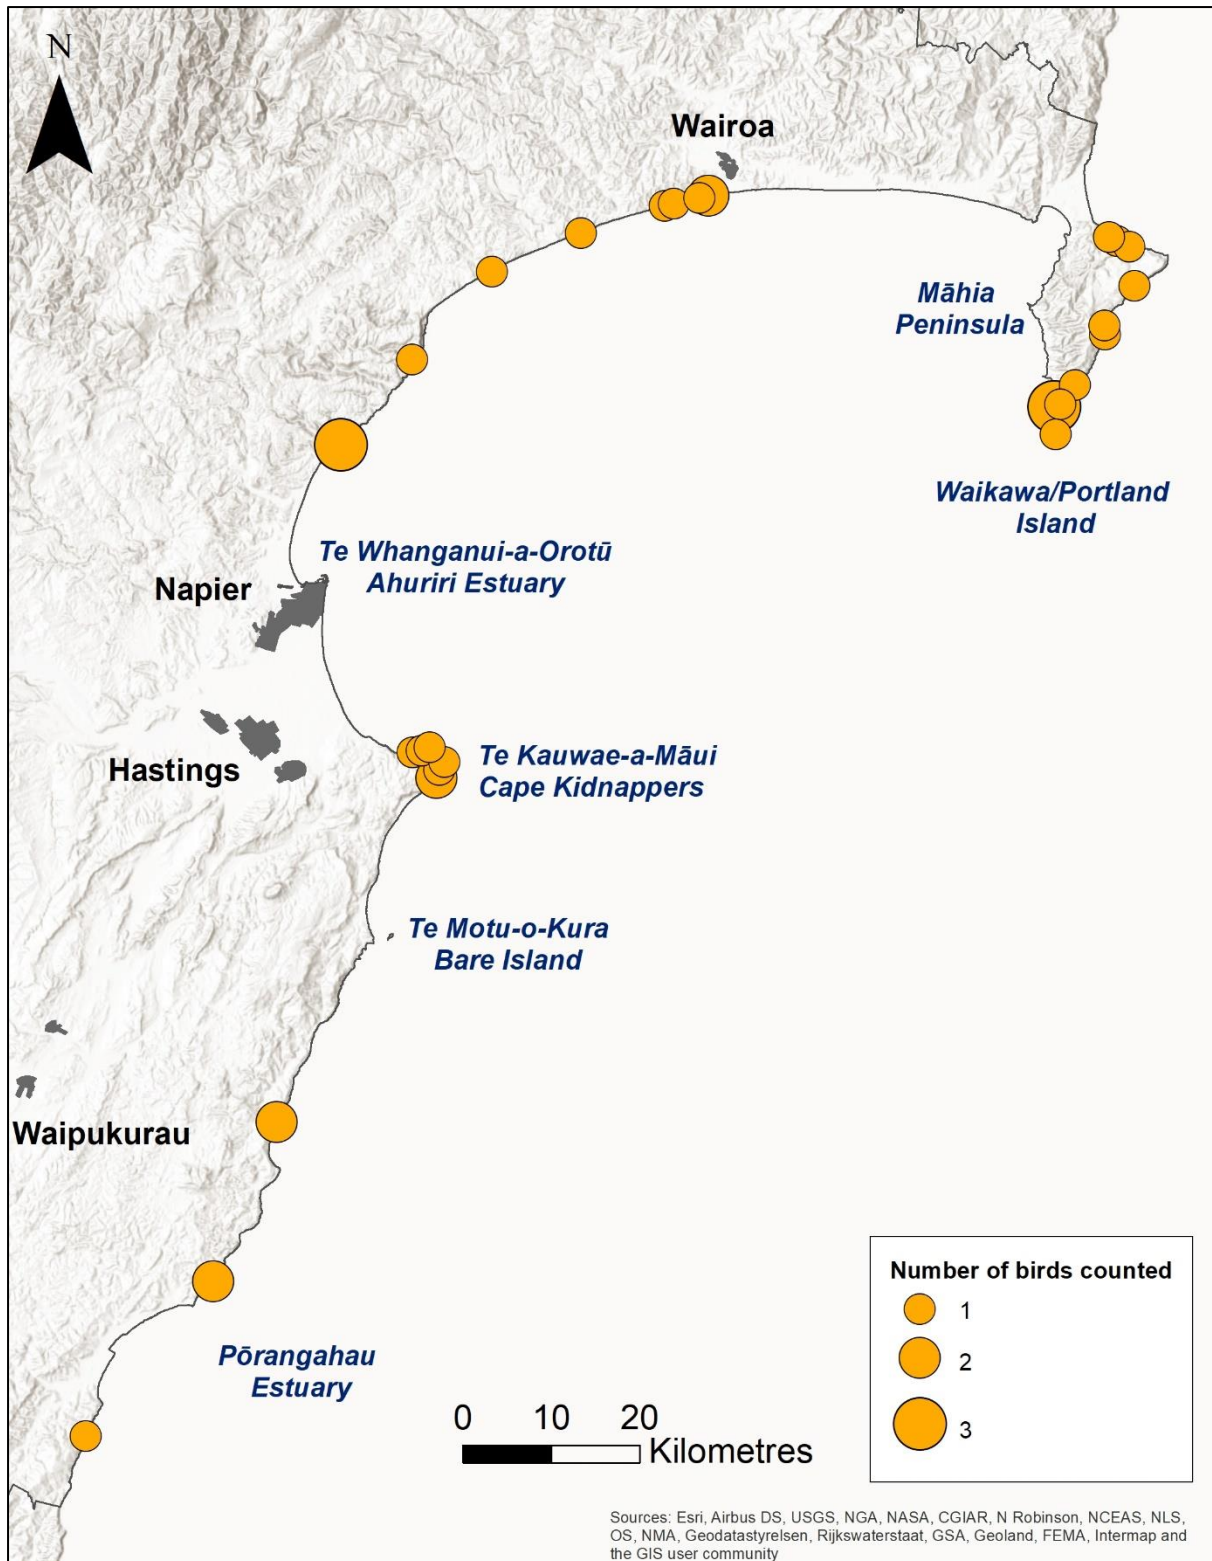 N
Wairoa
Māhia
Peninsula
Waikawa/Portland
Island
Te Whanganui-a-Orotū
Ahuriri Estuary
Napier
Te Kauwae-a-Māui
Cape Kidnappers
Hastings
Te Motu-o-Kura
Bare Island
Waipukurau
Pōrangahau
Estuary
Number of birds counted
1
2
3
0 10 20
Kilometres
Sources: Esri, Airbus DS, USGS, NGA, NASA, CGIAR, N Robinson, NCEAS, NLS,
OS, NMA, Geodatastyrelsen, Rijkswaterstaat, GSA, Geoland, FEMA, Intermap and
the GIS user community